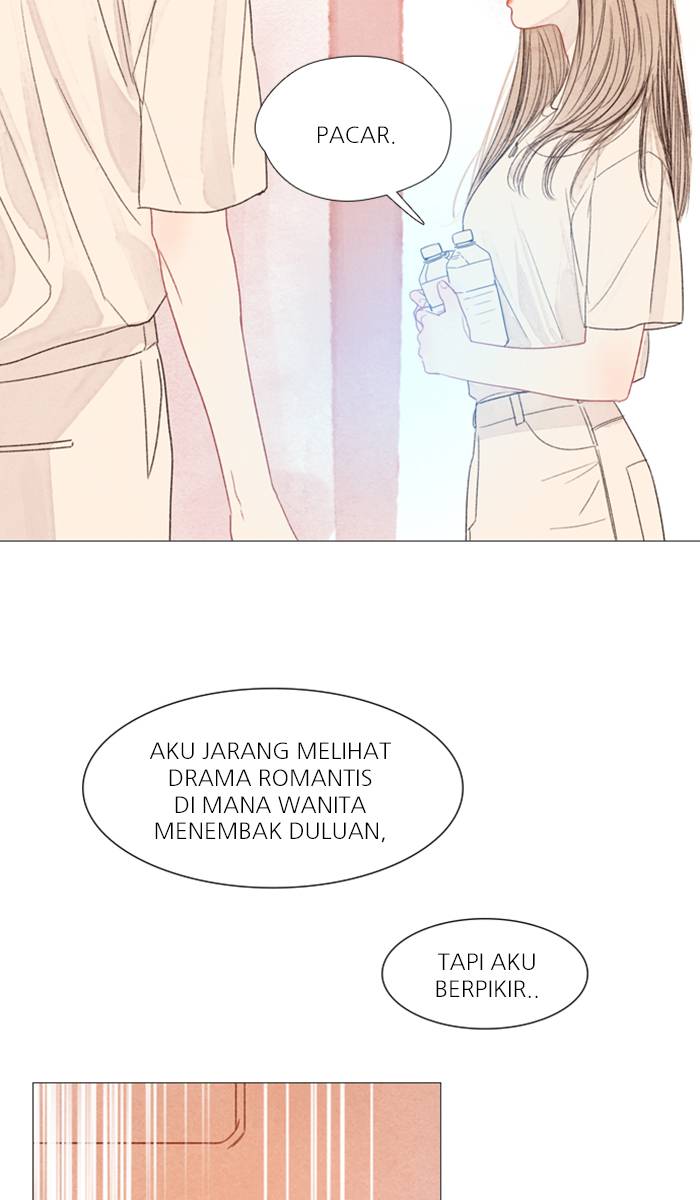 PACAR.
AKU JARANG MELIHAT
DRAMA ROMANTIS
DI MANA WANITA
MENEMBAK DULUAN,
TAPI AKU
BERPIKIR..